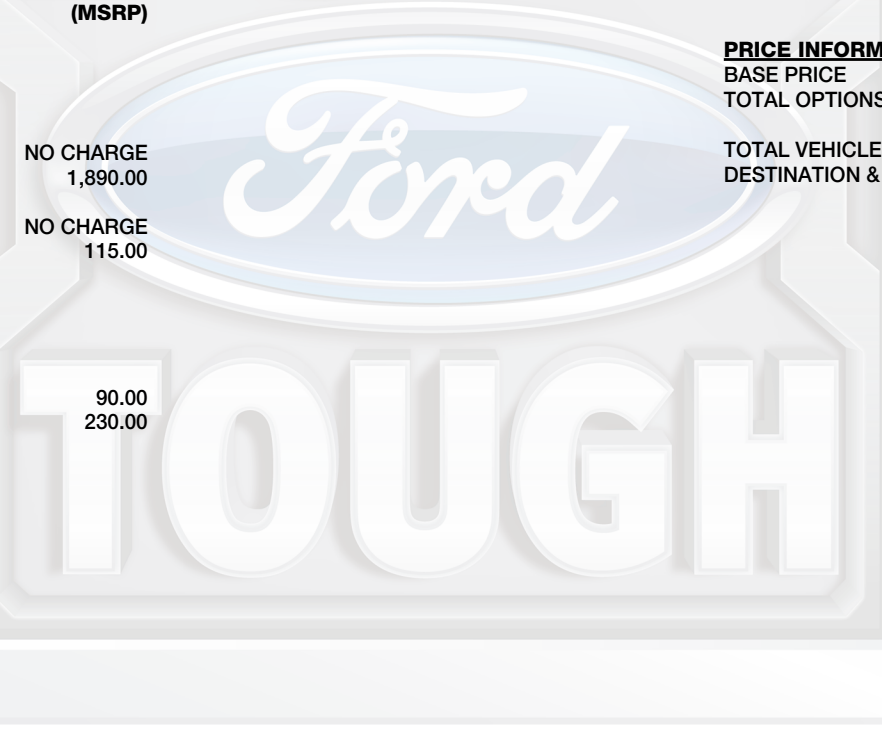 (MSRP)
NO CHARGE
1,890.00
NO CHARGE
115.00
90.00
230.00
PRICE INFORM
BASE PRICE
TOTAL OPTIONS
TOTAL VEHICLE
DESTINATION &
Ford
TOUGH